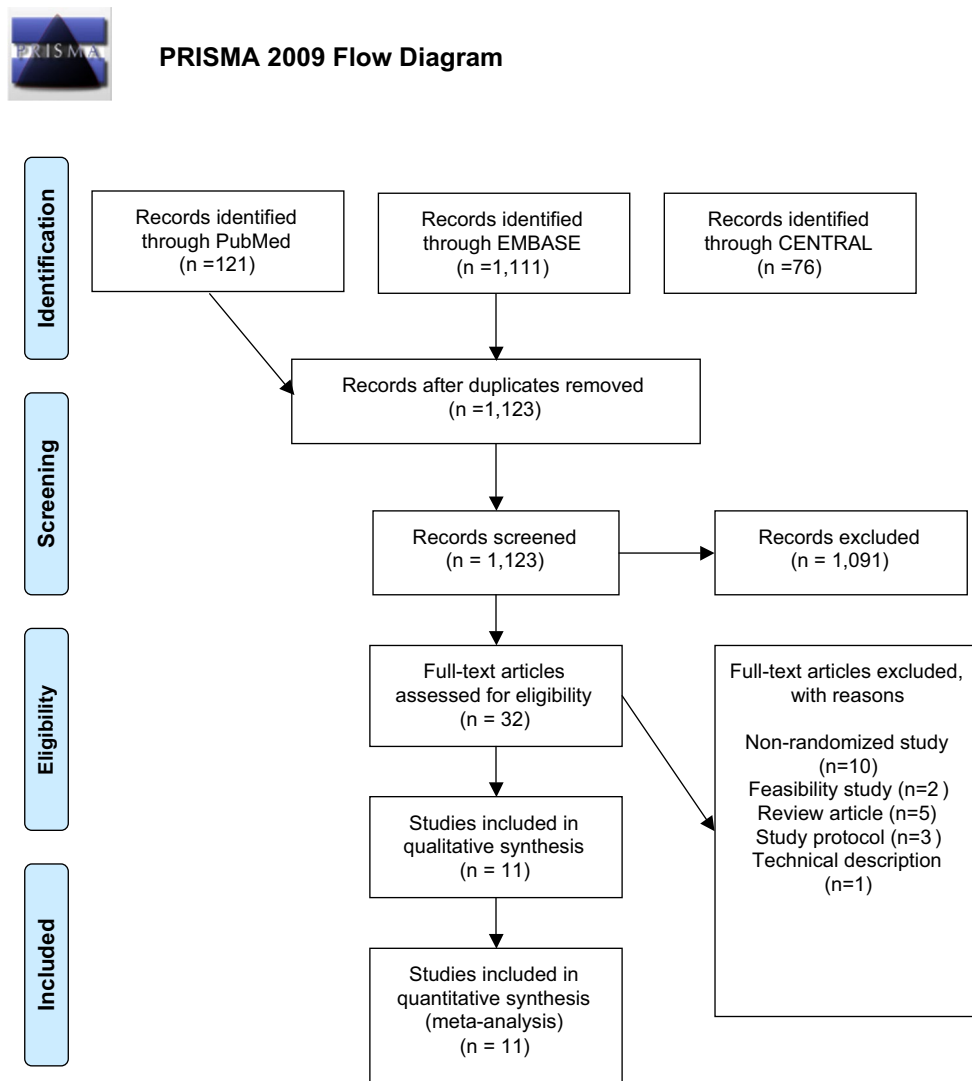 PRISMA
PRISMA 2009 Flow Diagram
Identification
Records identified
through PubMed
(n =121)
Records identified
through EMBASE
(n =1,111)
Records identified
through CENTRAL
(n =76)
Records after duplicates removed
(n =1,123)
Screening
Records screened
(n = 1,123)
Records excluded
(n = 1,091)
Eligibility
Full-text articles
assessed for eligibility
(n = 32)
Full-text articles excluded,
with reasons
Non-randomized study
(n=10)
Feasibility study (n=2 )
Review article (n=5)
Study protocol (n=3 )
Technical description
(n=1)
Studies included in
qualitative synthesis
(n = 11)
Included
Studies included in
quantitative synthesis
(meta-analysis)
(n = 11)